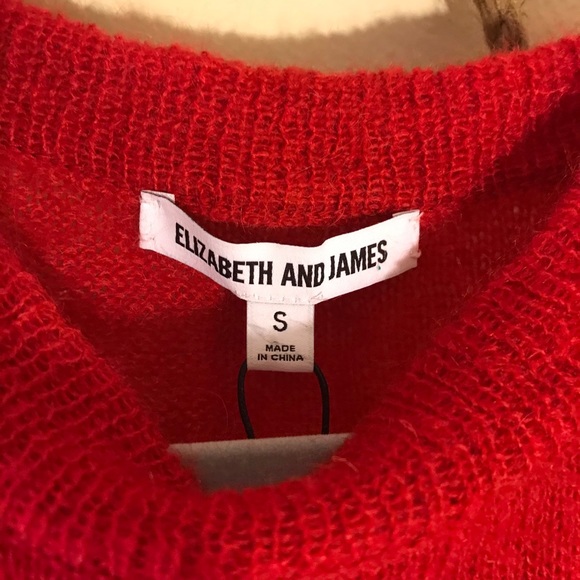 ELIZABETH AND JAMES
S
MADE
IN CHINA